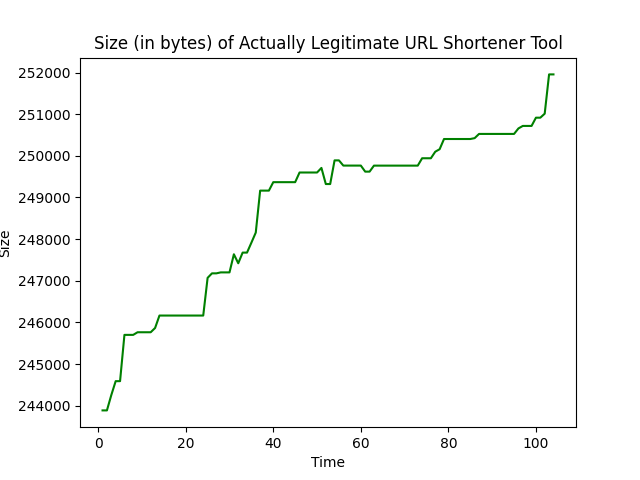 Size (in bytes) of Actually Legitimate URL Shortener Tool
252000
251000
250000
249000
248000
247000
246000
245000
244000
Size
0 20 40 60 80 100
Time